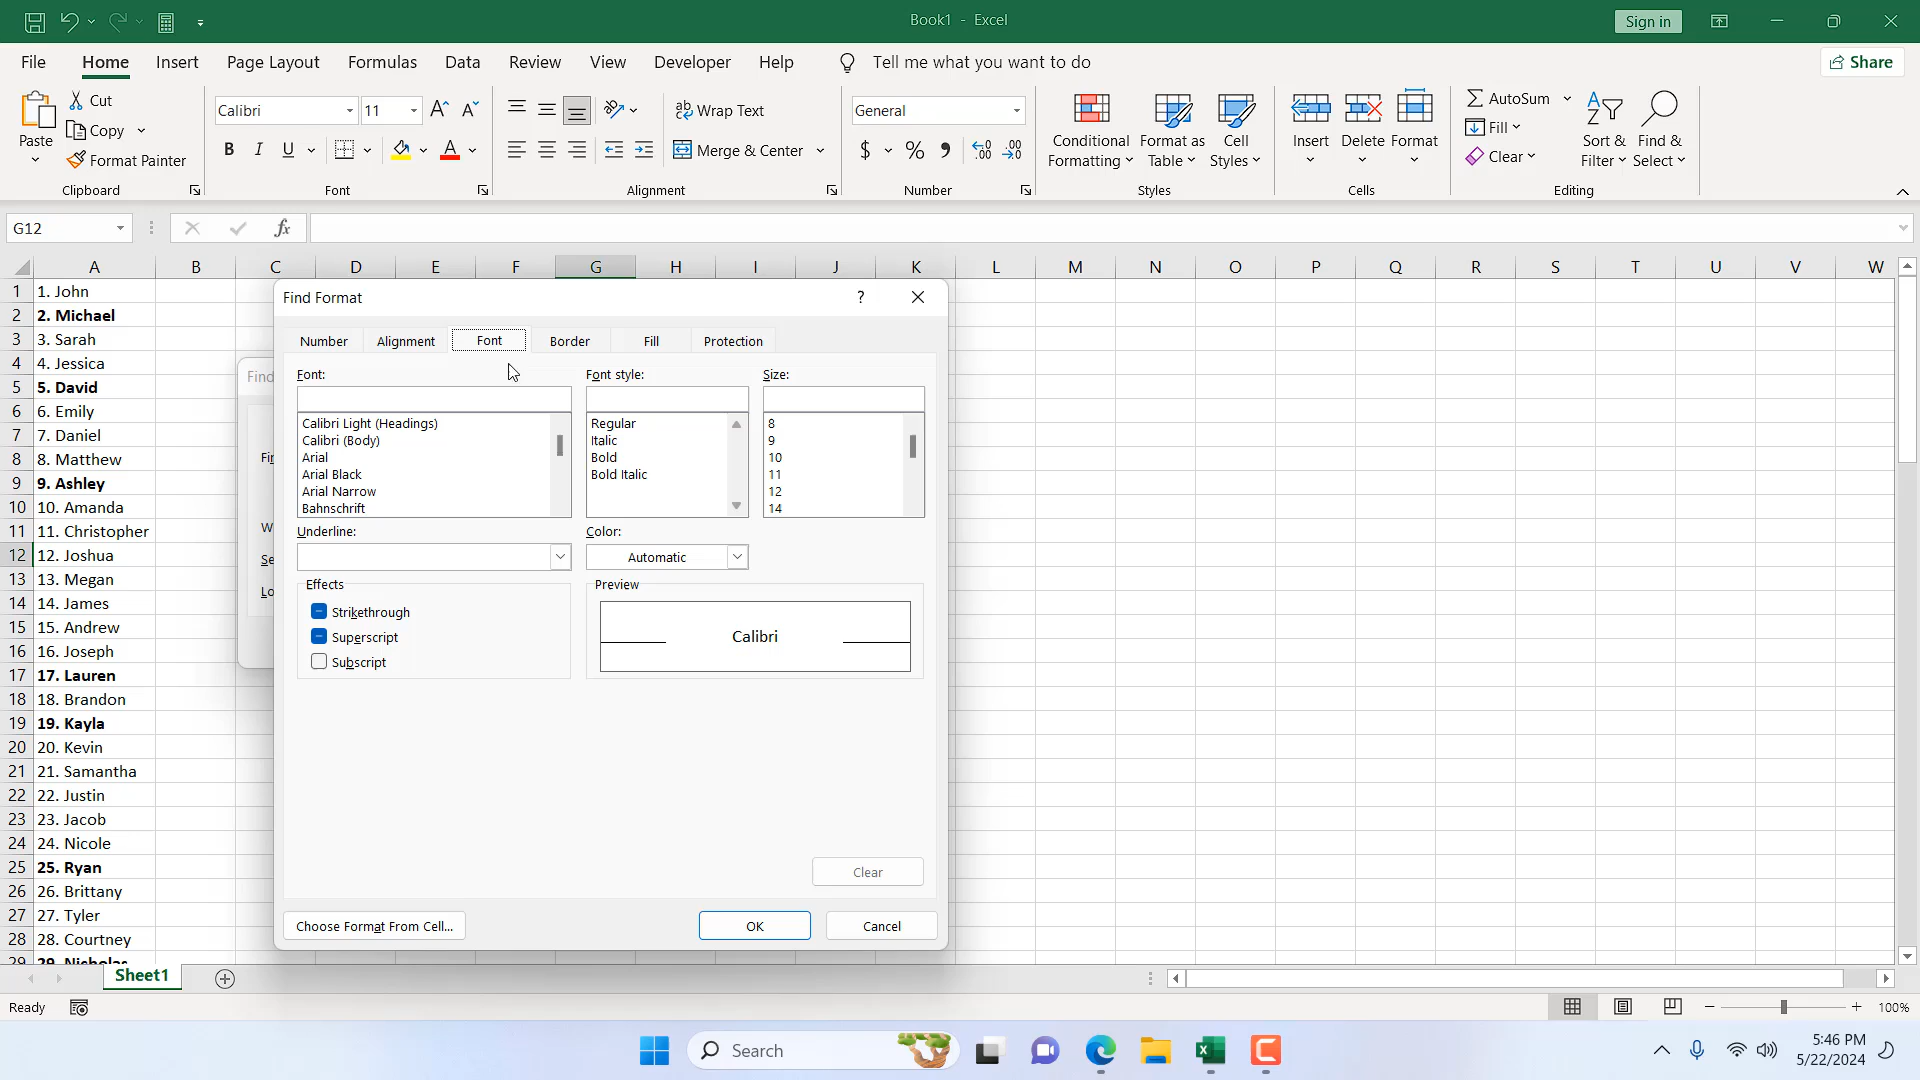 Book1 - Excel
Sign in
File Home Insert Page Layout Formulas Data Review View Developer Help Tell me what you want to do Share
Paste
Cut
Copy
Format Painter
Clipboard
Calibri 11
B I U A
Font
Wrap Text
Merge & Center
Alignment
General
$ % ,
Number
Conditional Formatting
Format as Table
Cell Styles
Styles
Insert Delete Format
Cells
AutoSum
Fill
Clear
Sort & Filter
Find & Select
Editing
G12 fx
A B C D E F G H I J K L M N O P Q R S T U V W
1 1. John
2 2. Michael
3 3. Sarah
4 4. Jessica
5 5. David
6 6. Emily
7 7. Daniel
8 8. Matthew
9 9. Ashley
10 10. Amanda
11 11. Christopher
12 12. Joshua
13 13. Megan
14 14. James
15 15. Andrew
16 16. Joseph
17 17. Lauren
18 18. Brandon
19 19. Kayla
20 20. Kevin
21 21. Samantha
22 22. Justin
23 23. Jacob
24 24. Nicole
25 25. Ryan
26 26. Brittany
27 27. Tyler
28 28. Courtney
29 29. Nicholas
Find
Fi
W
Se
Lo
Find Format ?
Number Alignment Font Border Fill Protection
Font:
Calibri Light (Headings)
Calibri (Body)
Arial
Arial Black
Arial Narrow
Bahnschrift
Font style:
Regular
Italic
Bold
Bold Italic
Size:
8
9
10
11
12
14
Underline:
Color:
Automatic
Effects
Strikethrough
Superscript
Subscript
Preview
Calibri
Clear
Choose Format From Cell...
OK
Cancel
Sheet1
Ready
100%
Search
5:46 PM
5/22/2024